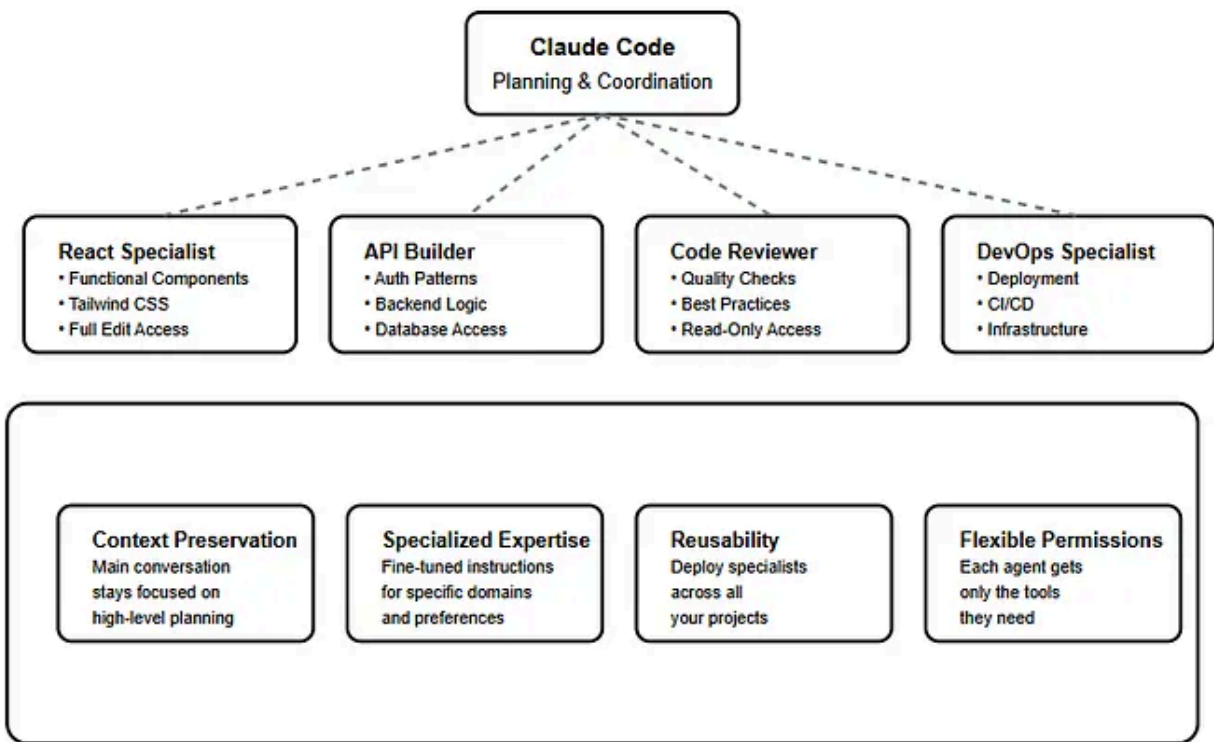 Claude Code
Planning & Coordination
React Specialist
• Functional Components
• Tailwind CSS
• Full Edit Access
API Builder
• Auth Patterns
• Backend Logic
• Database Access
Code Reviewer
• Quality Checks
• Best Practices
• Read-Only Access
DevOps Specialist
• Deployment
• CI/CD
• Infrastructure
Context Preservation
Main conversation
stays focused on
high-level planning
Specialized Expertise
Fine-tuned instructions
for specific domains
and preferences
Reusability
Deploy specialists
across all
your projects
Flexible Permissions
Each agent gets
only the tools
they need